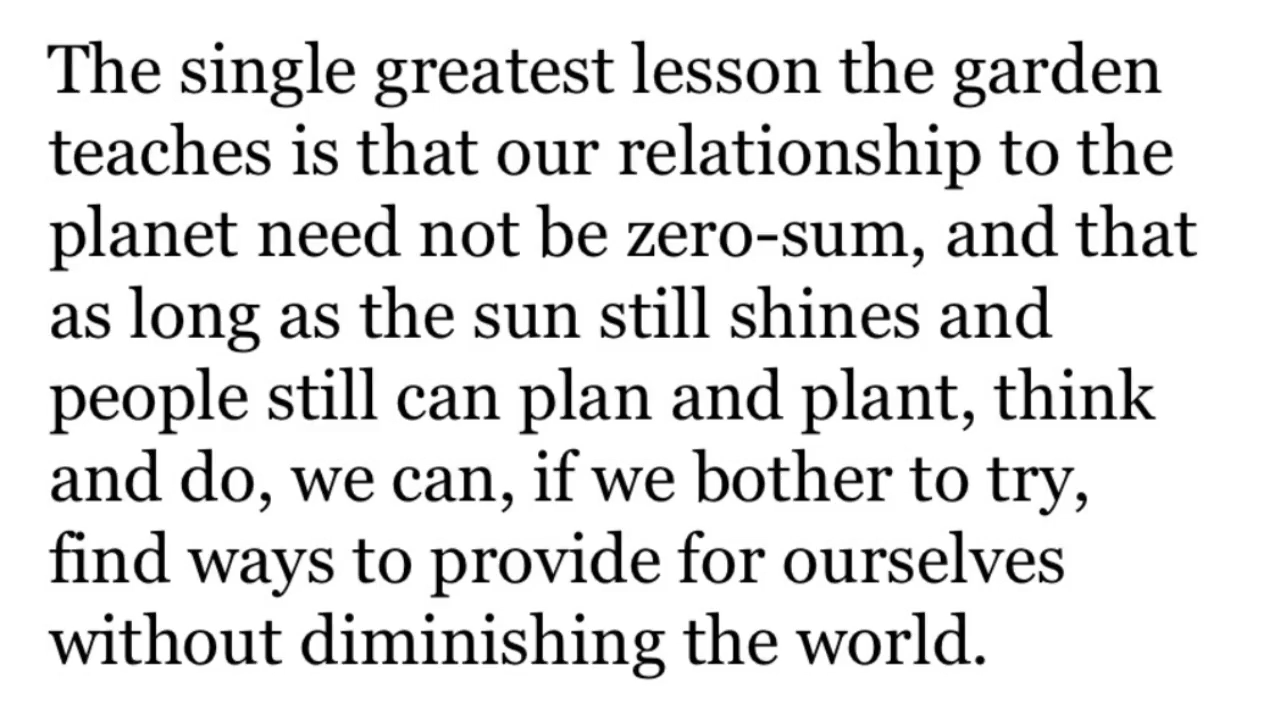 The single greatest lesson the garden
teaches is that our relationship to the
planet need not be zero-sum, and that
as long as the sun still shines and
people still can plan and plant, think
and do, we can, if we bother to try,
find ways to provide for ourselves
without diminishing the world.